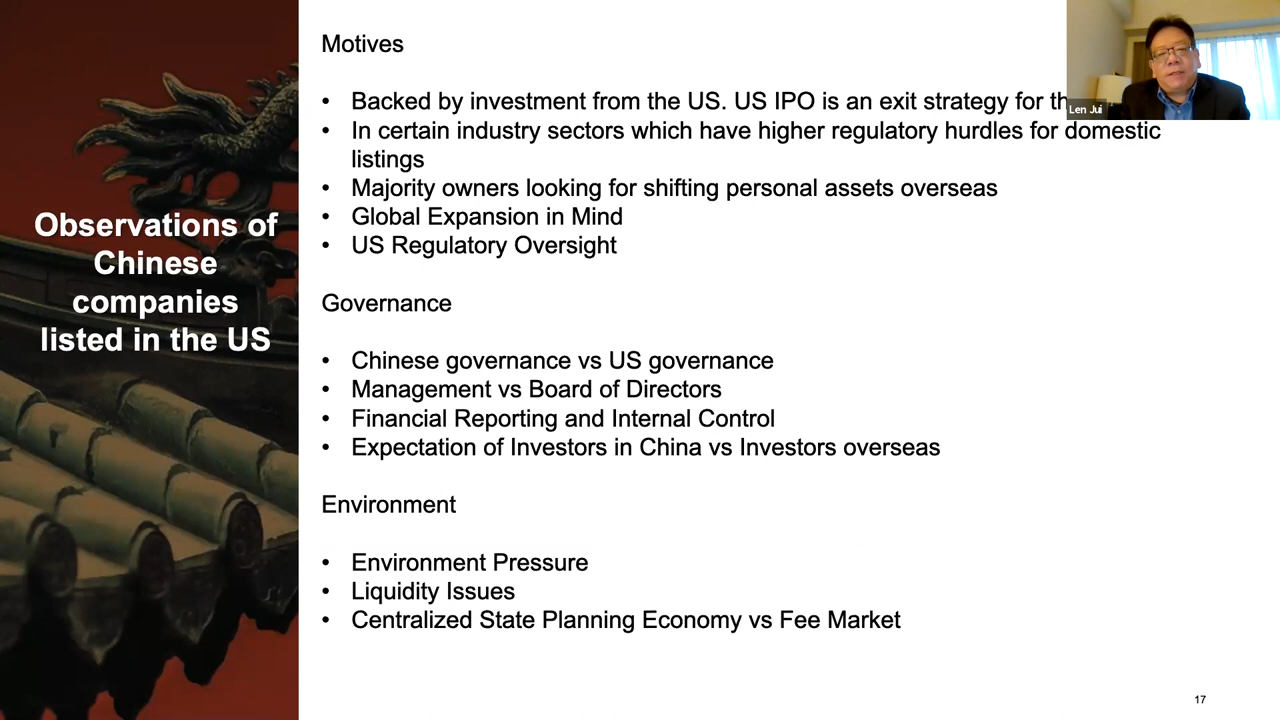 Observations of
Chinese
companies
listed in the US
Motives
• Backed by investment from the US. US IPO is an exit strategy for
• In certain industry sectors which have higher regulatory hurdles for domestic
listings
• Majority owners looking for shifting personal assets overseas
• Global Expansion in Mind
• US Regulatory Oversight
Governance
• Chinese governance vs US governance
• Management vs Board of Directors
• Financial Reporting and Internal Control
• Expectation of Investors in China vs Investors overseas
Environment
• Environment Pressure
• Liquidity Issues
• Centralized State Planning Economy vs Fee Market
Len Jui
17